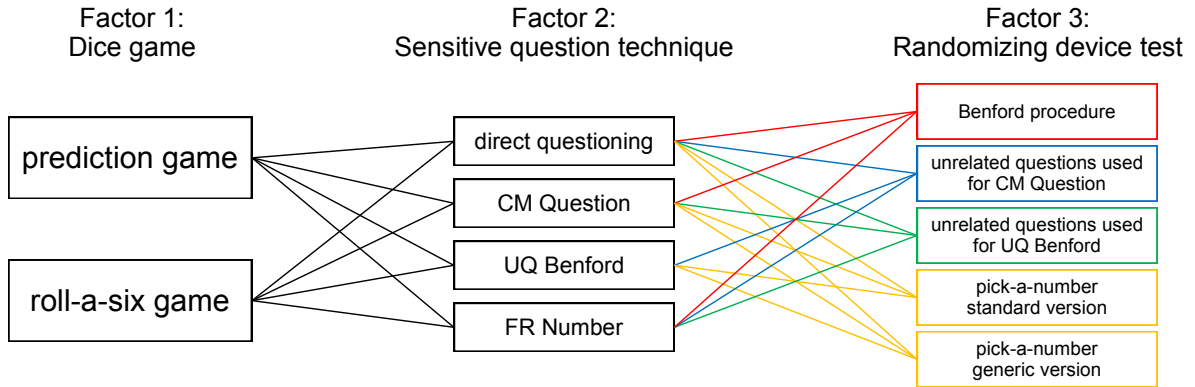 Factor 1:
Dice game
Factor 2:
Sensitive question technique
Factor 3:
Randomizing device test
prediction game
roll-a-six game
direct questioning
CM Question
UQ Benford
FR Number
Benford procedure
unrelated questions used
for CM Question
unrelated questions used
for UQ Benford
pick-a-number
standard version
pick-a-number
generic version